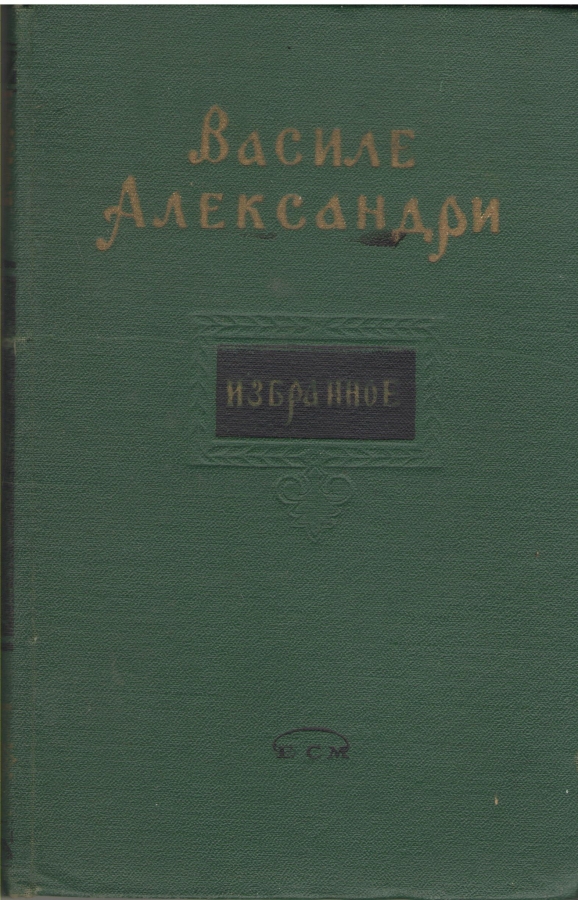 Василе
Александри
избранное
ЕСМ